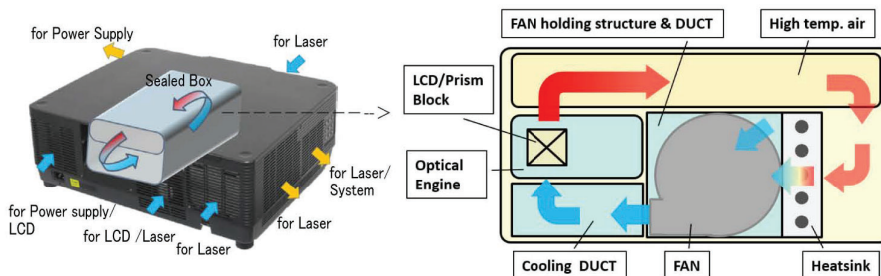 for Power Supply
for Laser
Sealed Box
for Laser/
System
for Laser
for Power supply/
LCD
for LCD /Laser
for Laser
FAN holding structure & DUCT
High temp. air
LCD/Prism
Block
Optical
Engine
Cooling DUCT
FAN
Heatsink